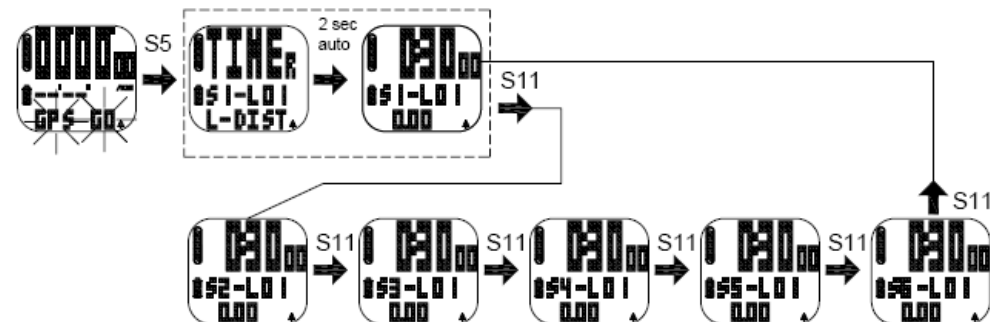 0000 00
GPS-GO
S5
TIMER
S1-L01
L-DIST
2 sec
auto
0:30 00
S1-L01
0.00
S11
0:30 00
S2-L01
0.00
S11
0:30 00
S3-L01
0.00
S11
0:30 00
S4-L01
0.00
S11
0:30 00
S5-L01
0.00
S11
0:30 00
S6-L01
0.00
S11